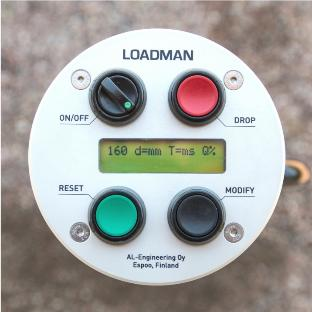 LOADMAN
ON/OFF
DROP
160 d=mm T=ms Q%
RESET
MODIFY
AL-Engineering Oy
Espoo, Finland